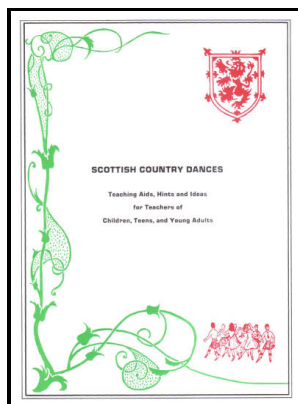 SCOTTISH COUNTRY DANCES
Teaching Aids, Hints and Ideas
for Teachers of
Children, Teens, and Young Adults